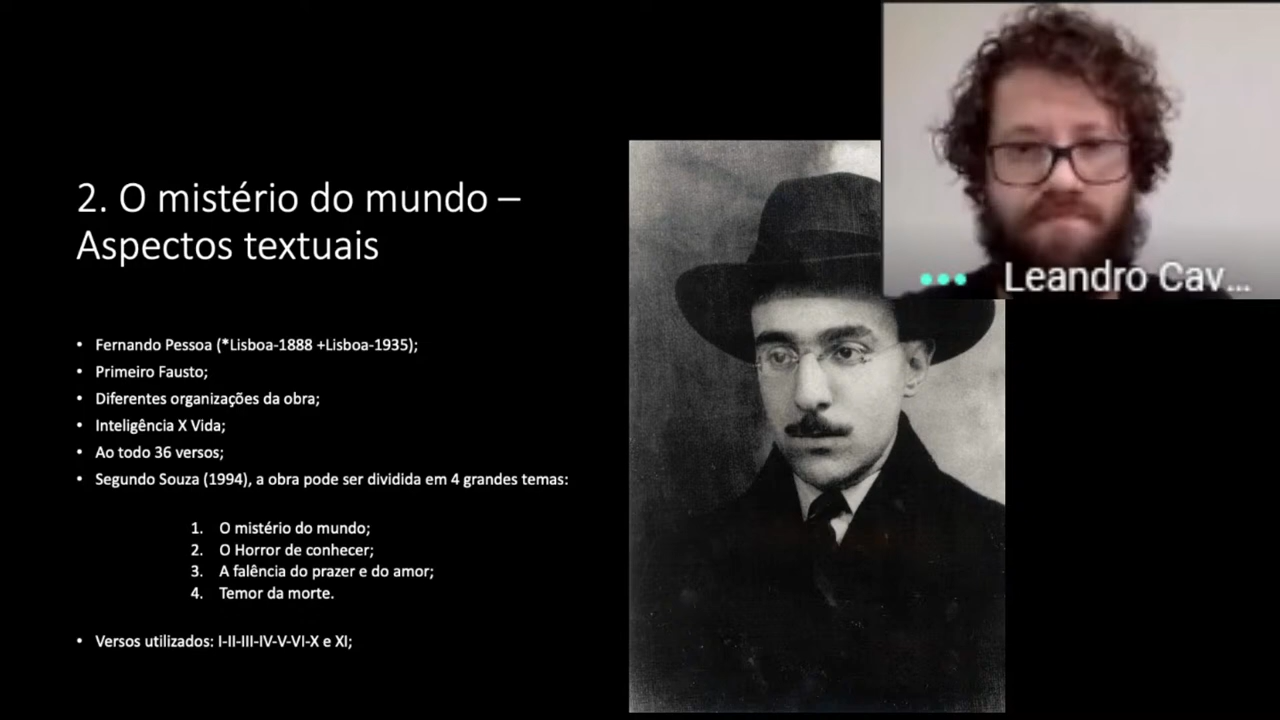 Leandro Cav...
2. O mistério do mundo –
Aspectos textuais
• Fernando Pessoa (*Lisboa-1888 +Lisboa-1935);
• Primeiro Fausto;
• Diferentes organizações da obra;
• Inteligência X Vida;
• Ao todo 36 versos;
• Segundo Souza (1994), a obra pode ser dividida em 4 grandes temas:
1. O mistério do mundo;
2. O Horror de conhecer;
3. A falência do prazer e do amor;
4. Temor da morte.
• Versos utilizados: I-II-III-IV-V-VI-X e XI;